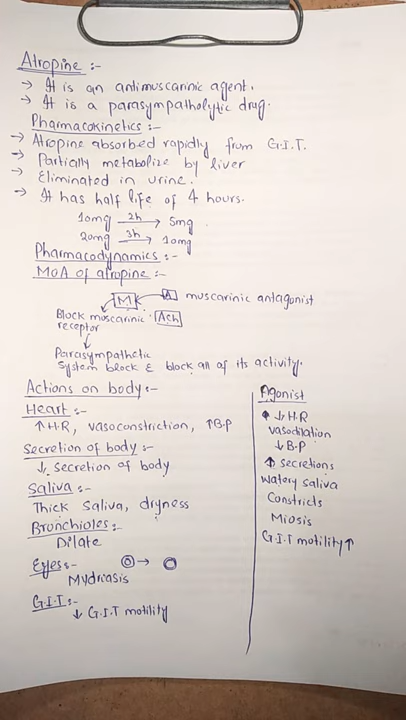 Atropine :-
→ It is an antimuscarinic agent.
→ It is a parasympatholytic drug.
Pharmacokinetics :-
→ Atropine absorbed rapidly from G.I.T.
→ Partially metabolize by liver
→ Eliminated in urine.
→ It has half life of 4 hours.
10mg 2h→ 5mg
20mg 3h→ 10mg
Pharmacodynamics :-
MOA of atropine :-
M A muscarinic antagonist
Block moscarinic Ach
receptor
Parasympathetic
System block & block all of its activity.
Actions on body :-
Heart :-
↑H.R, vasoconstriction, ↑B.P
Secretion of body :-
↓ secretion of body
Saliva :-
Thick saliva, dryness
Bronchioles :-
Dilate
Eyes :-
Mydriasis
G.I.T :-
↓ G.I.T motility
Agonist
↓ H.R
vasodilation
↓ B.P
↑ secretions
Watery saliva
Constricts
Miosis
G.I.T motility ↑